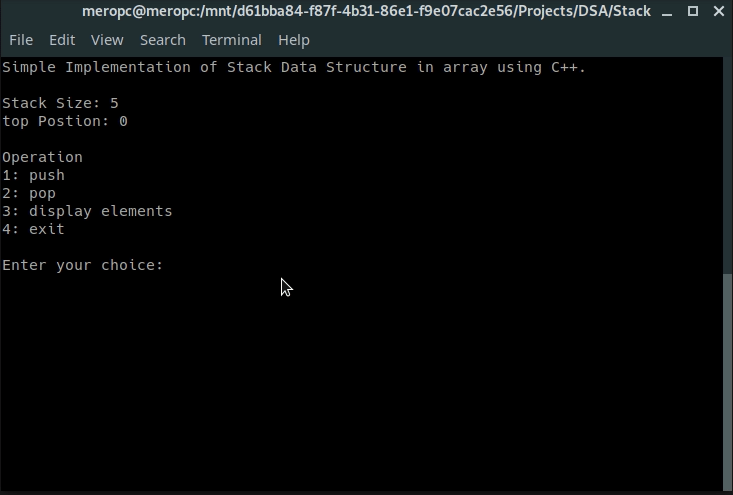 meropc@meropc:/mnt/d61bba84-f87f-4b31-86e1-f9e07cac2e56/Projects/DSA/Stack
File Edit View Search Terminal Help
Simple Implementation of Stack Data Structure in array using C++.
Stack Size: 5
top Postion: 0
Operation
1: push
2: pop
3: display elements
4: exit
Enter your choice: